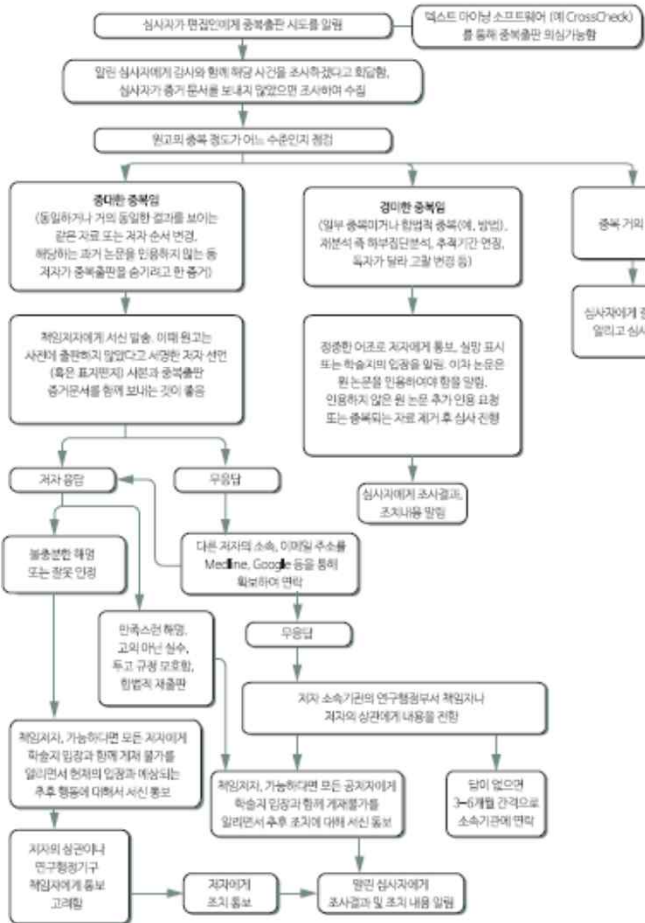 심사자가 편집인에게 중복출판 시도를 알림
텍스트 마이닝 소프트웨어 (예 CrossCheck)
를 통해 중복출판 의심가능함
알린 심사자에게 감사와 함께 해당 사건을 조사하겠다고 회답함,
심사자가 증거 문서를 보내지 않았으면 조사하여 수집
원고의 중복 정도가 어느 수준인지 점검
중대한 중복임
(동일하거나 거의 동일한 결과를 보이는
같은 자료 또는 저자 순서 변경,
해당하는 과거 논문을 인용하지 않는 등
저자가 중복출판을 숨기려고 한 증거)
경미한 중복임
(일부 중복이거나 합법적 중복(예, 방법),
재분석 즉 하부집단분석, 추적기간 연장,
독자가 달라 고찰 변경 등)
중복 거의
책임저자에게 서신 발송. 이때 원고는
사전에 출판하지 않았다고 서명한 저자 선언
(혹은 표지편지) 사본과 중복출판
증거문서를 함께 보내는 것이 좋음
정중한 어조로 저자에게 통보, 실망 표시
또는 학술지의 입장을 알림. 이차 논문은
원 논문을 인용하여야 함을 알림.
인용하지 않은 원 논문 추가 인용 요청
또는 중복되는 자료 제거 후 심사 진행
심사자에게
알리고 심사
저자 응답
무응답
심사자에게 조사결과,
조치내용 알림
불충분한 해명
또는 잘못 인정
다른 저자의 소속, 이메일 주소를
Medline, Google 등을 통해
확보하여 연락
만족스런 해명,
고의 아닌 실수,
투고 규정 모호함,
합법적 재출판
무응답
저자 소속기관의 연구행정부서 책임자나
저자의 상관에게 내용을 전함
책임저자, 가능하다면 모든 저자에게
학술지 입장과 함께 게재 불가를
알리면서 현재의 입장과 예상되는
추후 행동에 대해서 서신 통보
책임저자, 가능하다면 모든 공저자에게
학술지 입장과 함께 게재불가를
알리면서 추후 조치에 대해 서신 통보
답이 없으면
3–6개월 간격으로
소속기관에 연락
저자의 상관이나
연구행정기구
책임자에게 통보
고려함
저자에게
조치 통보
알린 심사자에게
조사결과 및 조치 내용 알림